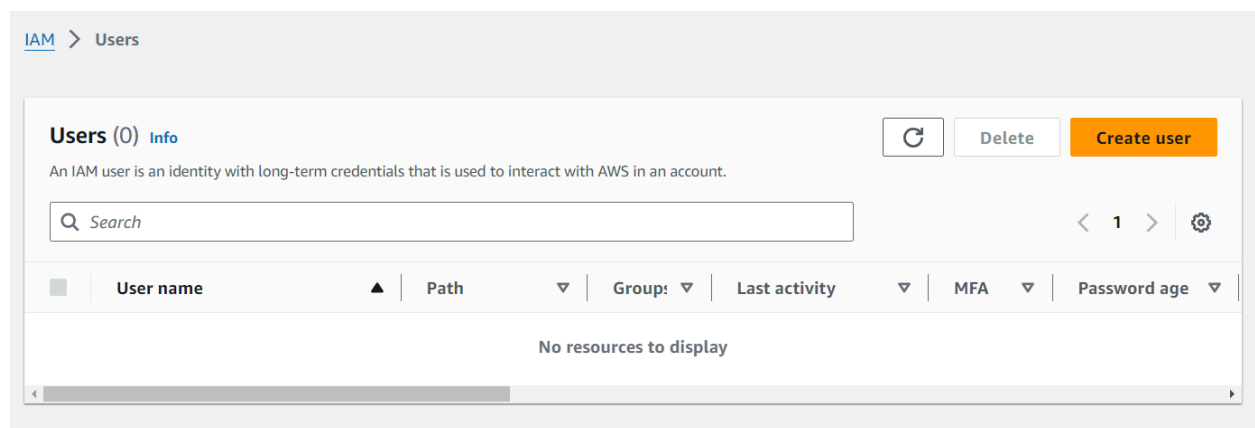 IAM > Users
Users (0) Info
Delete
Create user
An IAM user is an identity with long-term credentials that is used to interact with AWS in an account.
Search
1
User name Path Groups Last activity MFA Password age
No resources to display